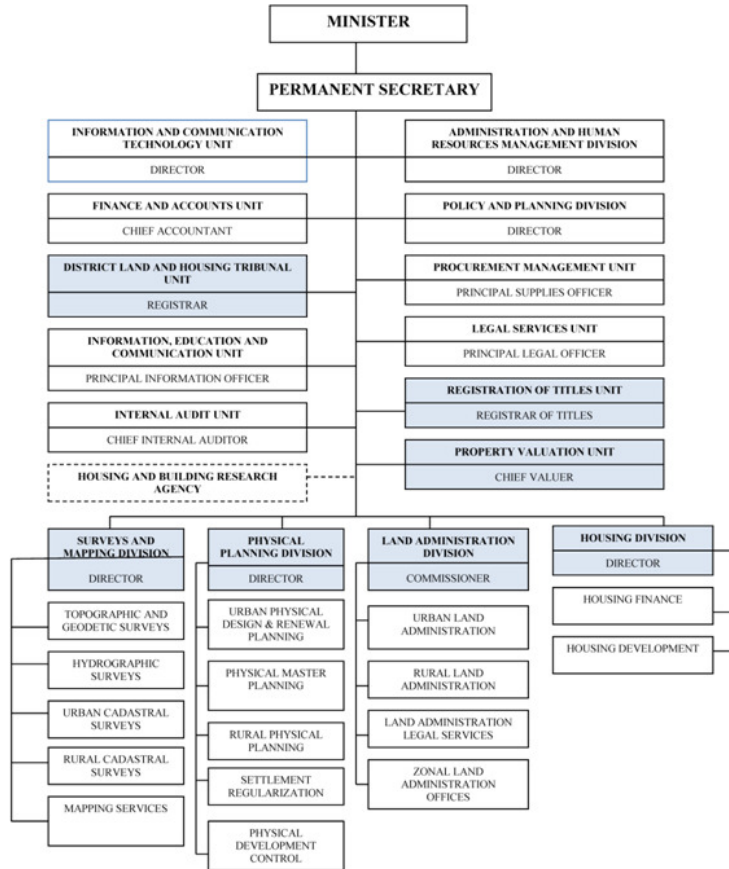 MINISTER
PERMANENT SECRETARY
INFORMATION AND COMMUNICATION
TECHNOLOGY UNIT
DIRECTOR
ADMINISTRATION AND HUMAN
RESOURCES MANAGEMENT DIVISION
DIRECTOR
FINANCE AND ACCOUNTS UNIT
CHIEF ACCOUNTANT
POLICY AND PLANNING DIVISION
DIRECTOR
DISTRICT LAND AND HOUSING TRIBUNAL
UNIT
REGISTRAR
PROCUREMENT MANAGEMENT UNIT
PRINCIPAL SUPPLIES OFFICER
INFORMATION, EDUCATION AND
COMMUNICATION UNIT
PRINCIPAL INFORMATION OFFICER
LEGAL SERVICES UNIT
PRINCIPAL LEGAL OFFICER
INTERNAL AUDIT UNIT
CHIEF INTERNAL AUDITOR
REGISTRATION OF TITLES UNIT
REGISTRAR OF TITLES
HOUSING AND BUILDING RESEARCH
AGENCY
PROPERTY VALUATION UNIT
CHIEF VALUER
SURVEYS AND
MAPPING DIVISION
DIRECTOR
TOPOGRAPHIC AND
GEODETIC SURVEYS
HYDROGRAPHIC
SURVEYS
URBAN CADASTRAL
SURVEYS
RURAL CADASTRAL
SURVEYS
MAPPING SERVICES
PHYSICAL
PLANNING DIVISION
DIRECTOR
URBAN PHYSICAL
DESIGN & RENEWAL
PLANNING
PHYSICAL MASTER
PLANNING
RURAL PHYSICAL
PLANNING
SETTLEMENT
REGULARIZATION
PHYSICAL
DEVELOPMENT
CONTROL
LAND ADMINISTRATION
DIVISION
COMMISSIONER
URBAN LAND
ADMINISTRATION
RURAL LAND
ADMINISTRATION
LAND ADMINISTRATION
LEGAL SERVICES
ZONAL LAND
ADMINISTRATION
OFFICES
HOUSING DIVISION
DIRECTOR
HOUSING FINANCE
HOUSING DEVELOPMENT